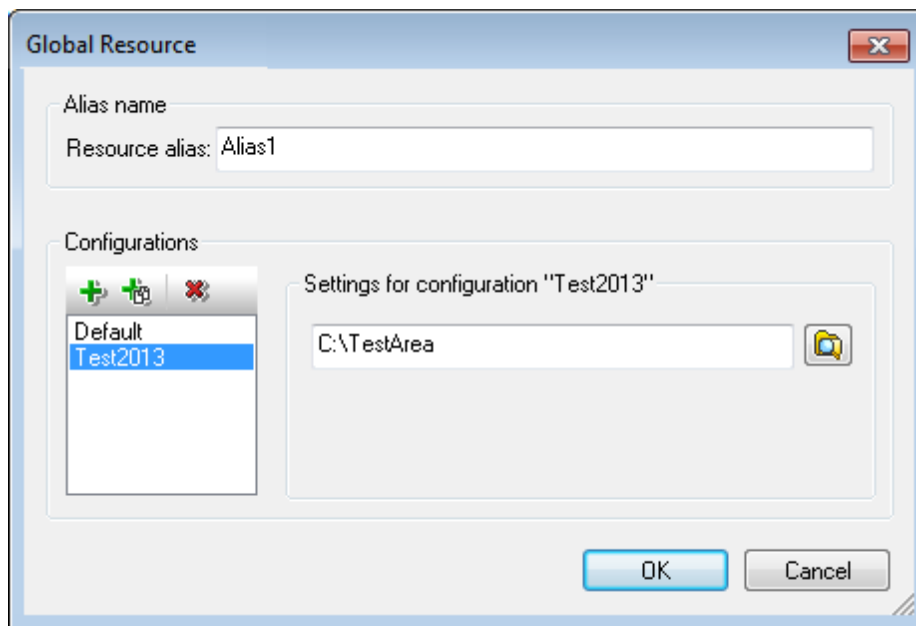 Global Resource
Alias name
Resource alias: Alias1
Configurations
Settings for configuration "Test2013"
Default
Test2013
C:\TestArea
OK
Cancel